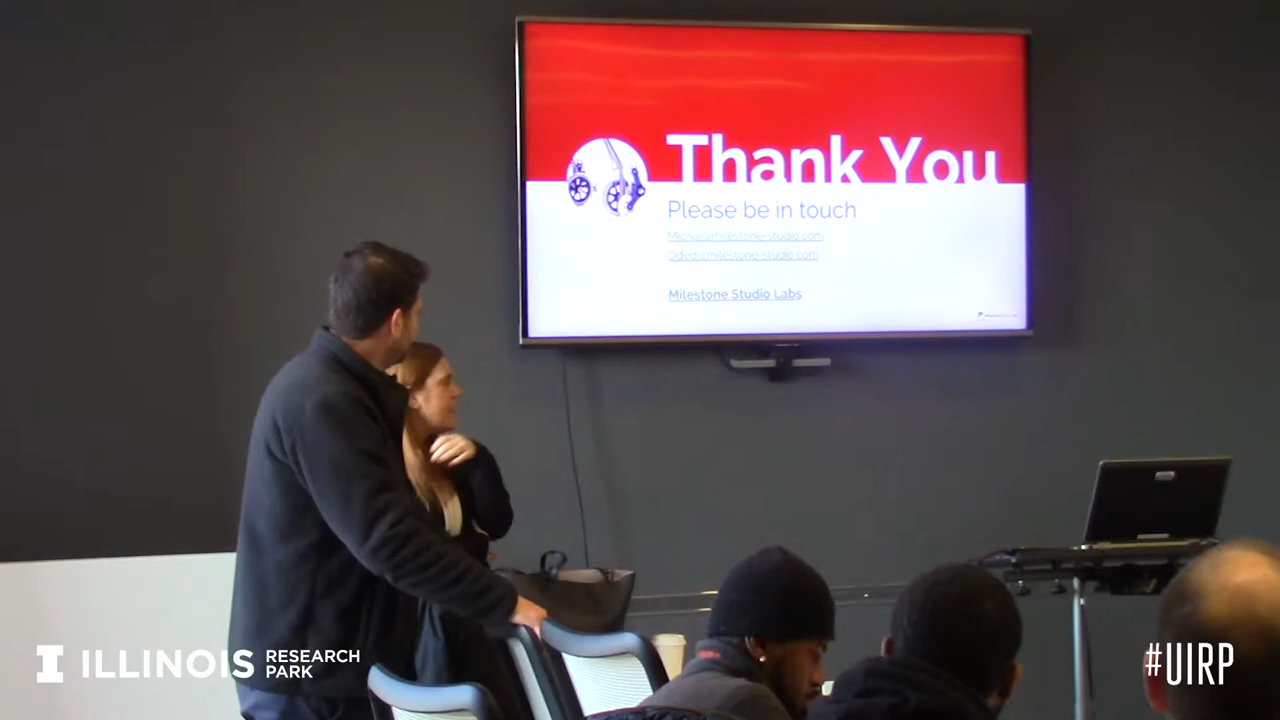 Thank You
Please be in touch
Milestone Studio Labs
ILLINOIS RESEARCH
PARK
#UIRP